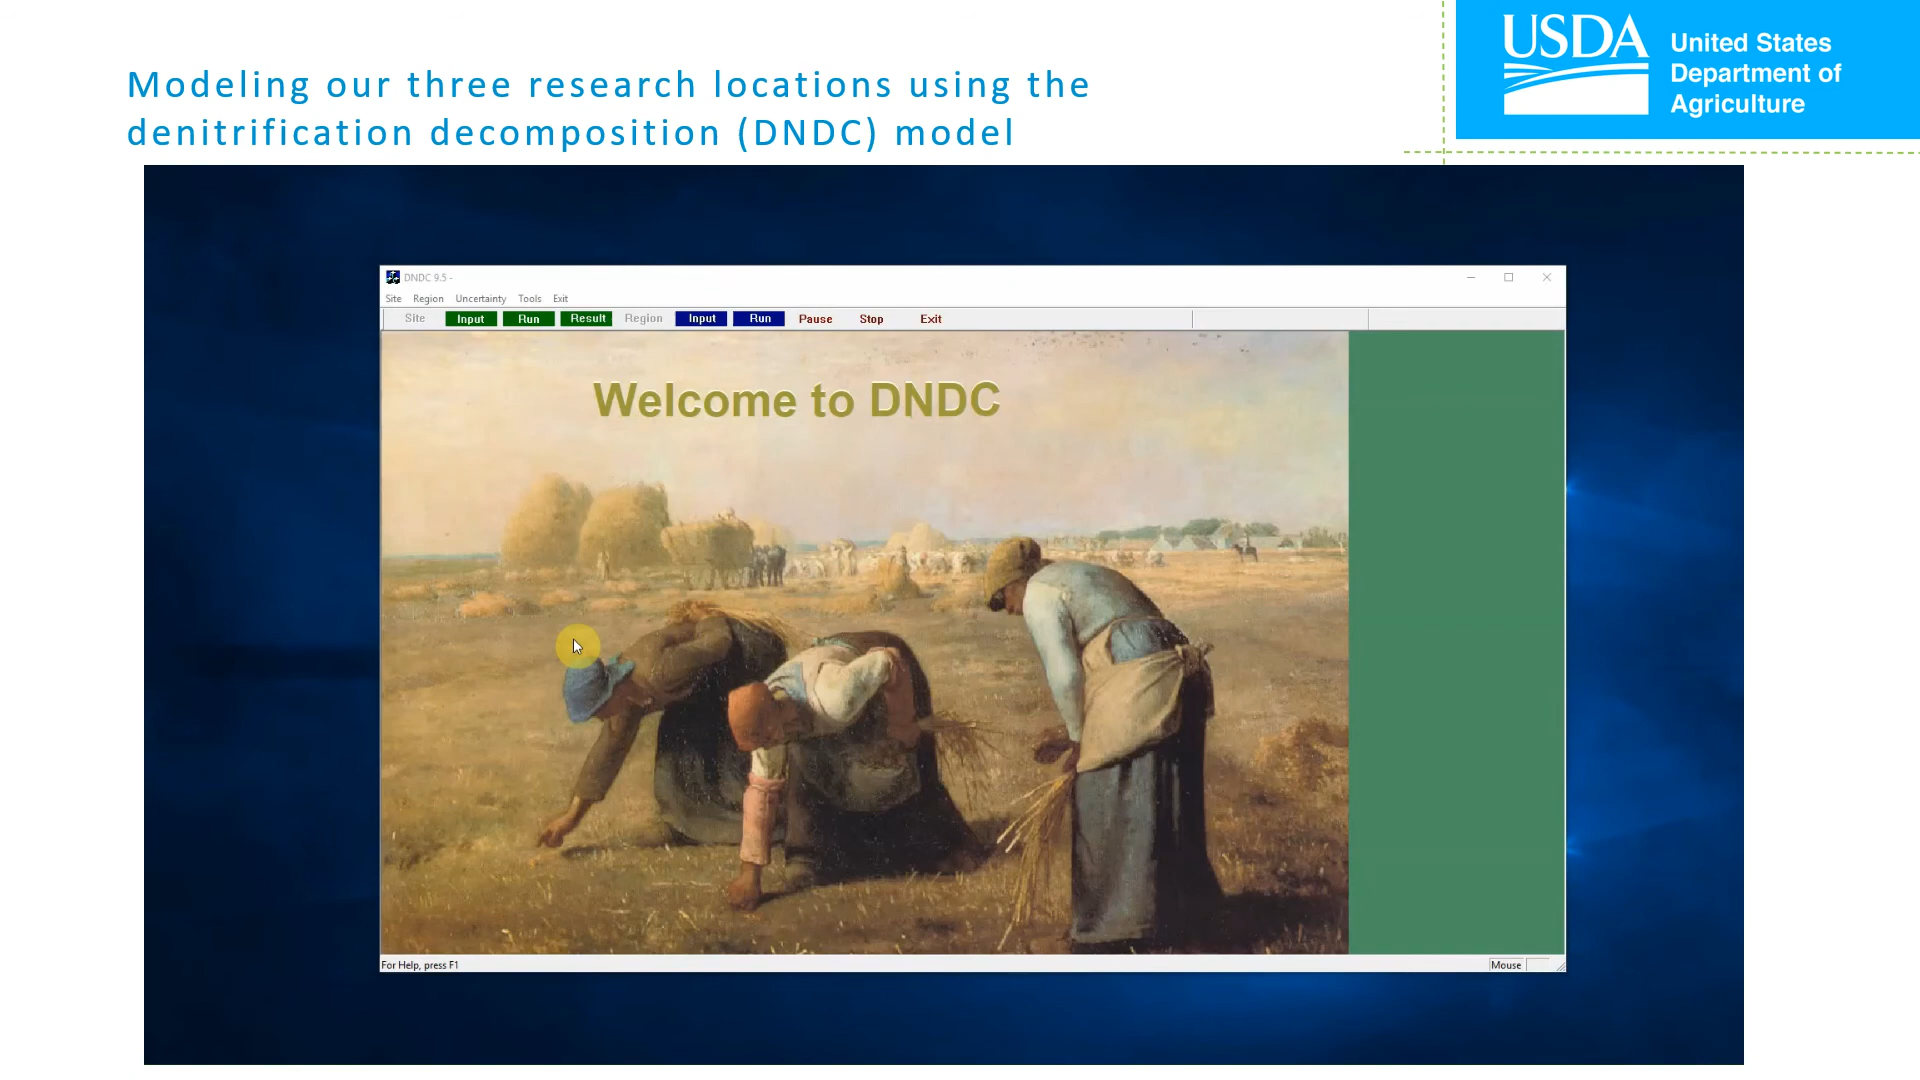 Modeling our three research locations using the
denitrification decomposition (DNDC) model
USDA
United States
Department of
Agriculture
DNDC 9.5 -
Site Region Uncertainty Tools Exit
Site Input Run Result Region Input Run Pause Stop Exit
Welcome to DNDC
For Help, press F1
Mouse